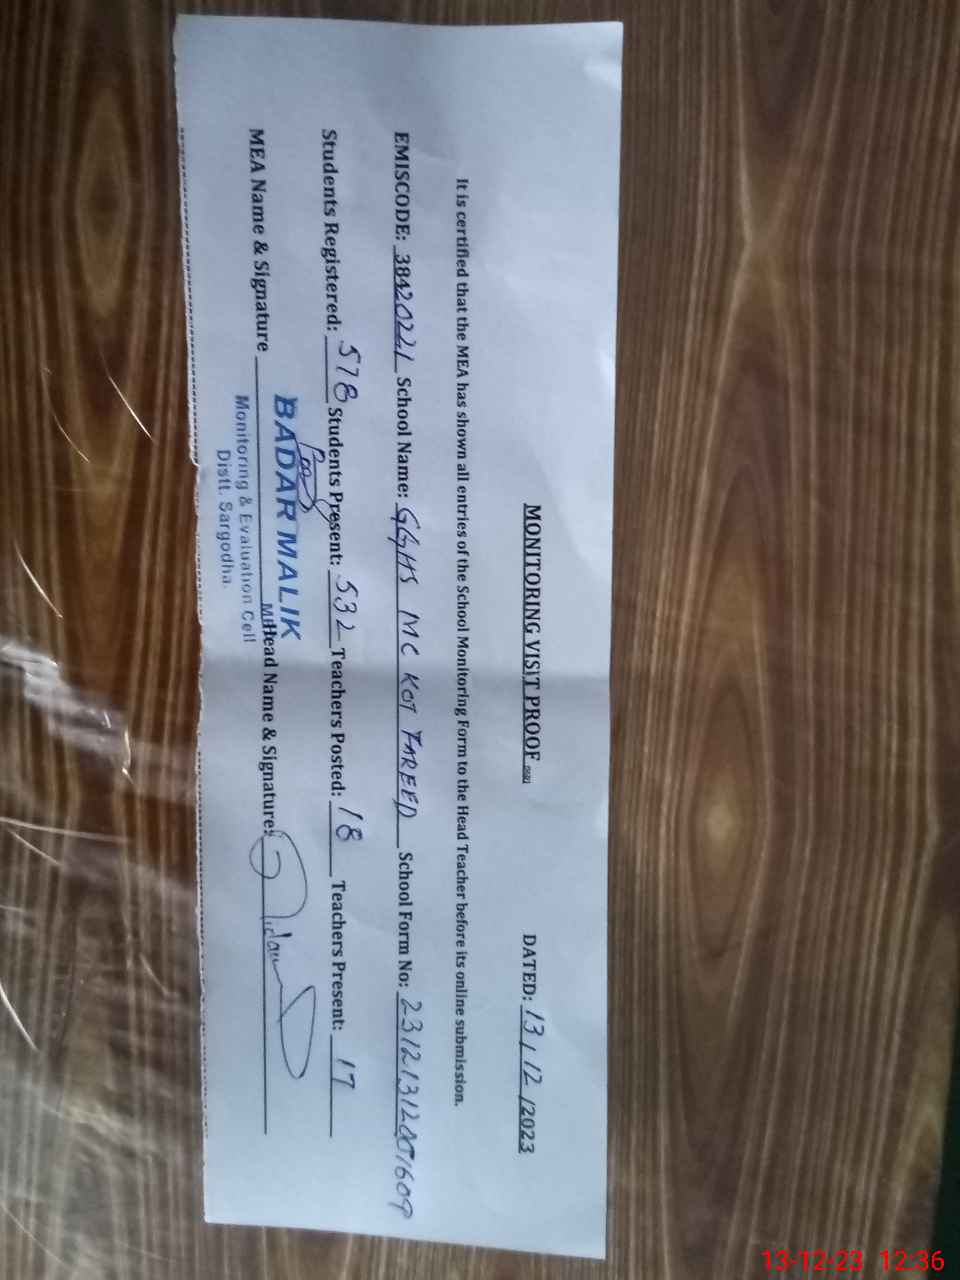 MONITORING VISIT PROOF DATED: 13/12/2023
It is certified that the MEA has shown all entries of the School Monitoring Form to the Head Teacher before its online submission.
EMISCODE: 38420221 School Name: GGHS MC KOT FAREED School Form No: 23121312001609
Students Registered: 578 Students Present: 532 Teachers Posted: 18 Teachers Present: 17
MEA Name & Signature Head Name & Signature:
BADAR MALIK
Monitoring & Evaluation Cell
Distt. Sargodha.
13-12-23 12:36